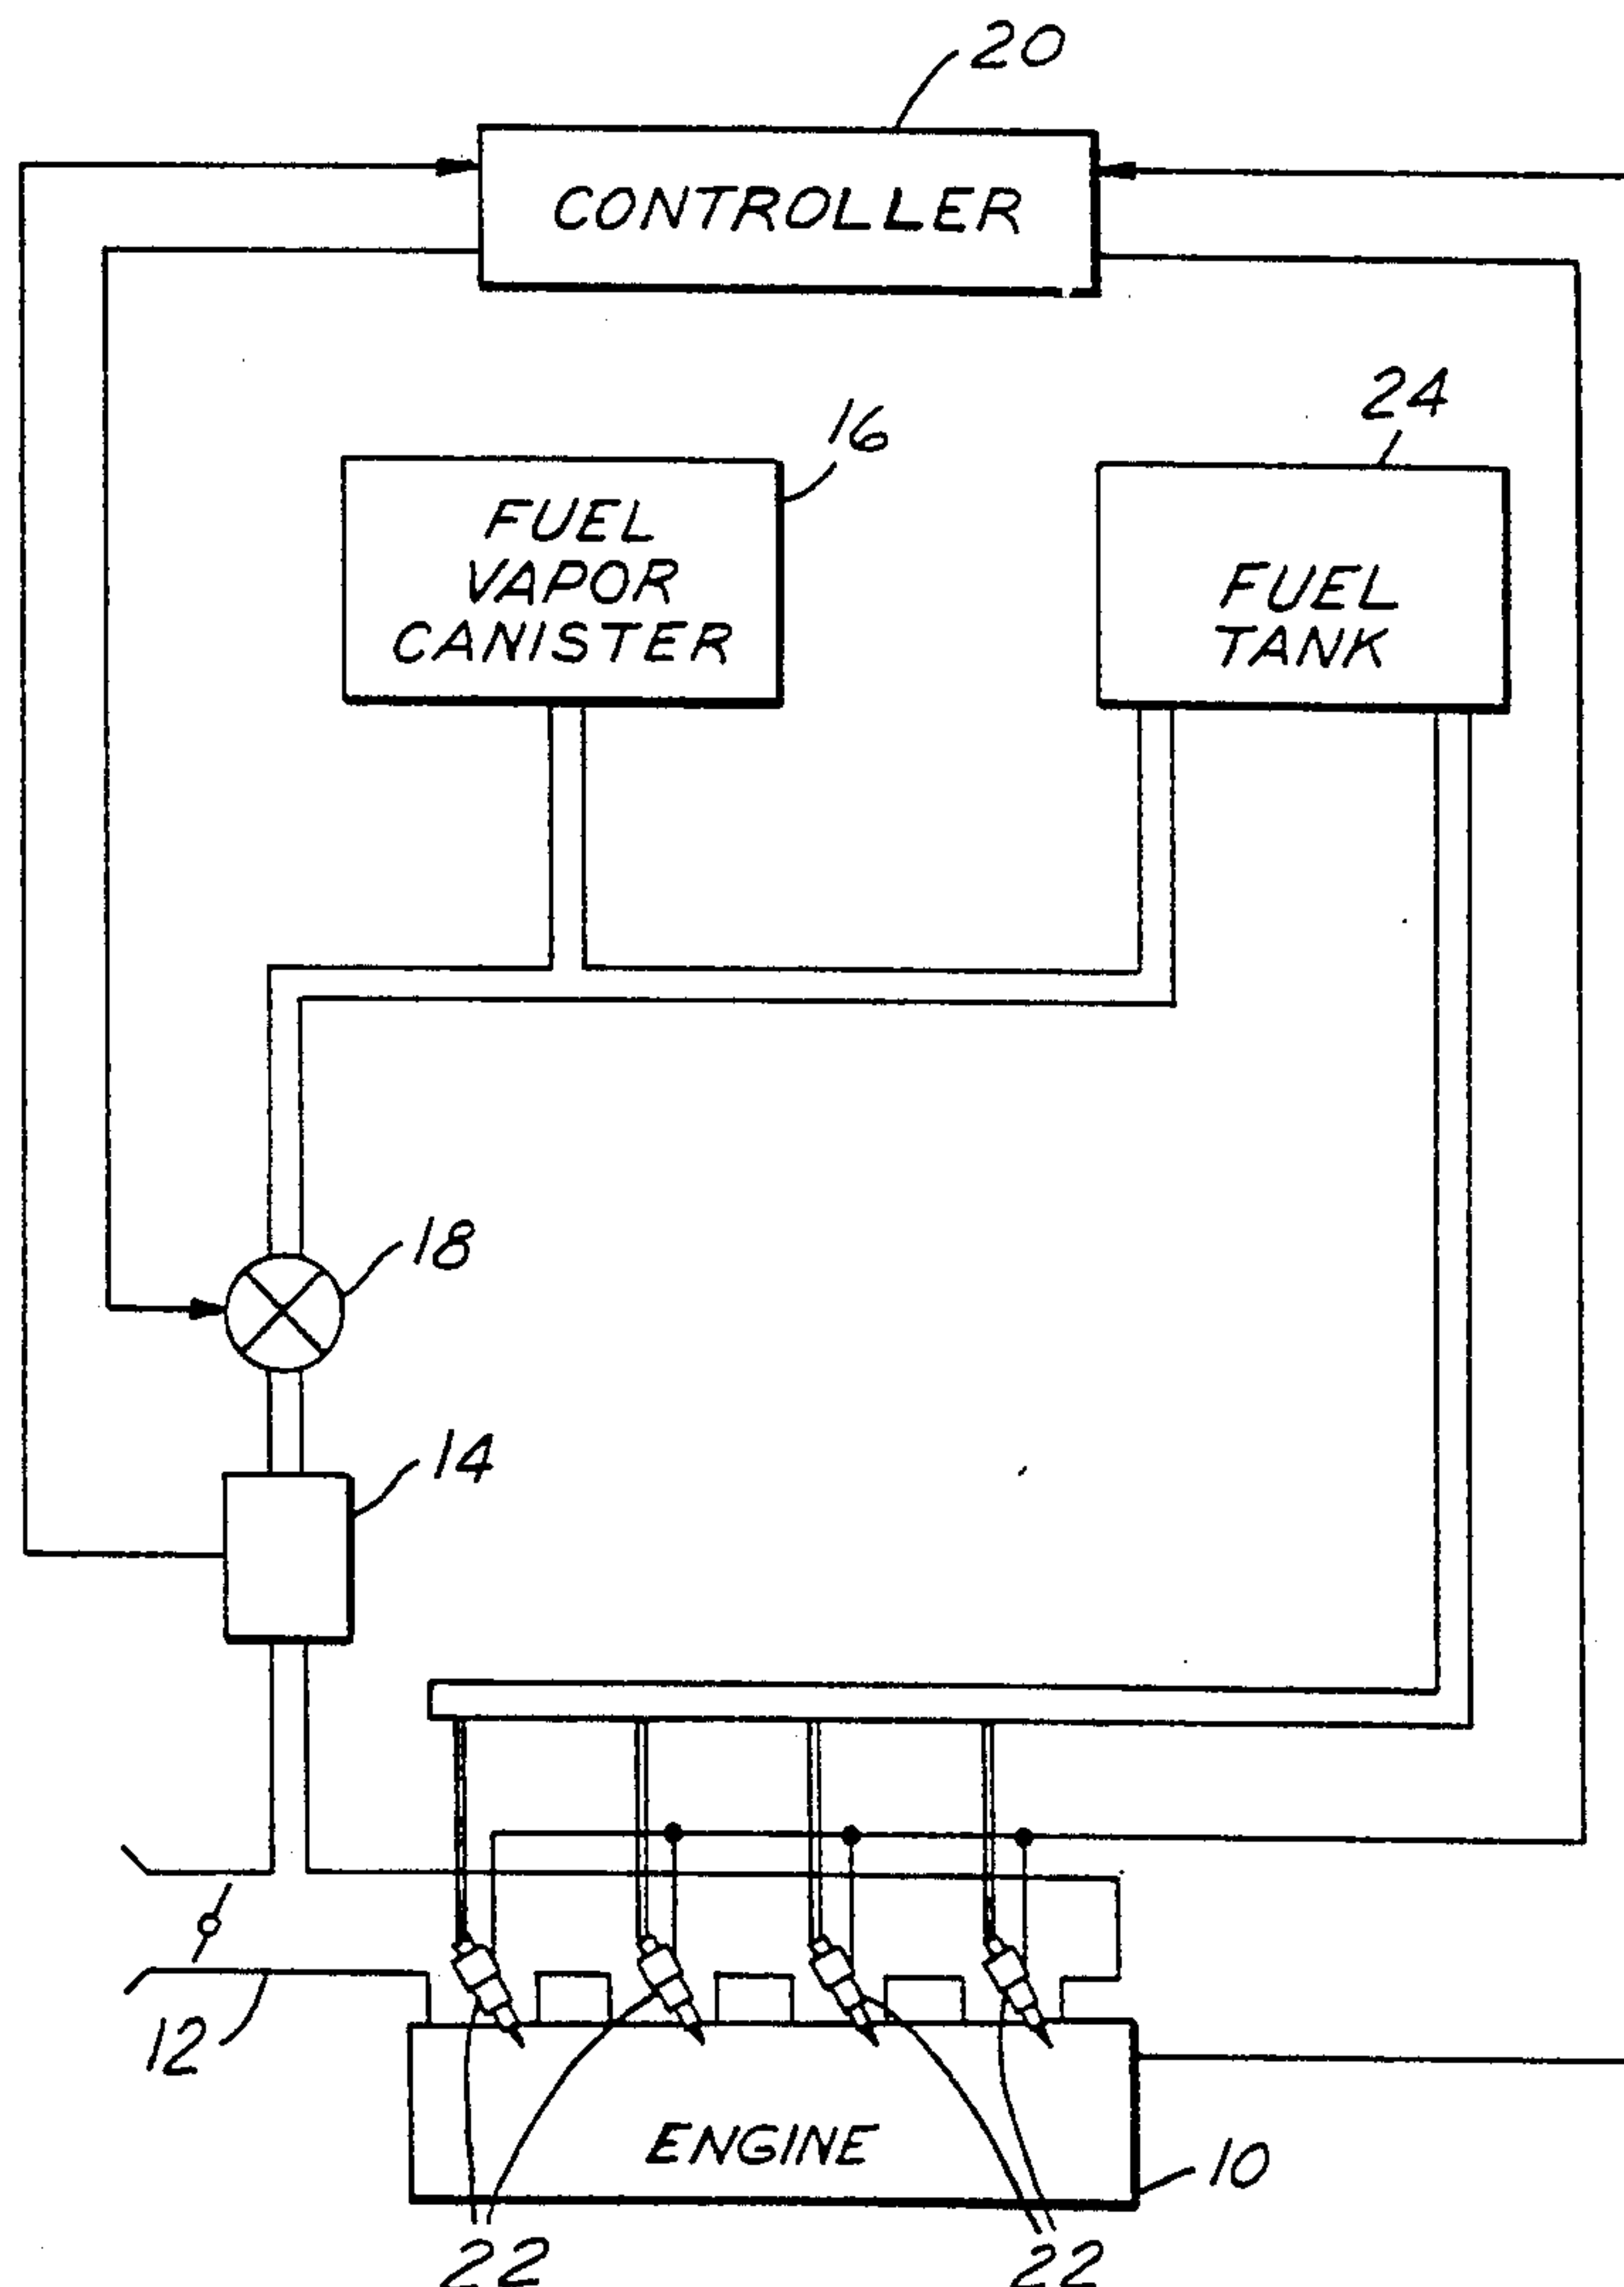 20
CONTROLLER
16
24
FUEL
VAPOR
CANISTER
FUEL
TANK
18
14
12
ENGINE
10
22
22